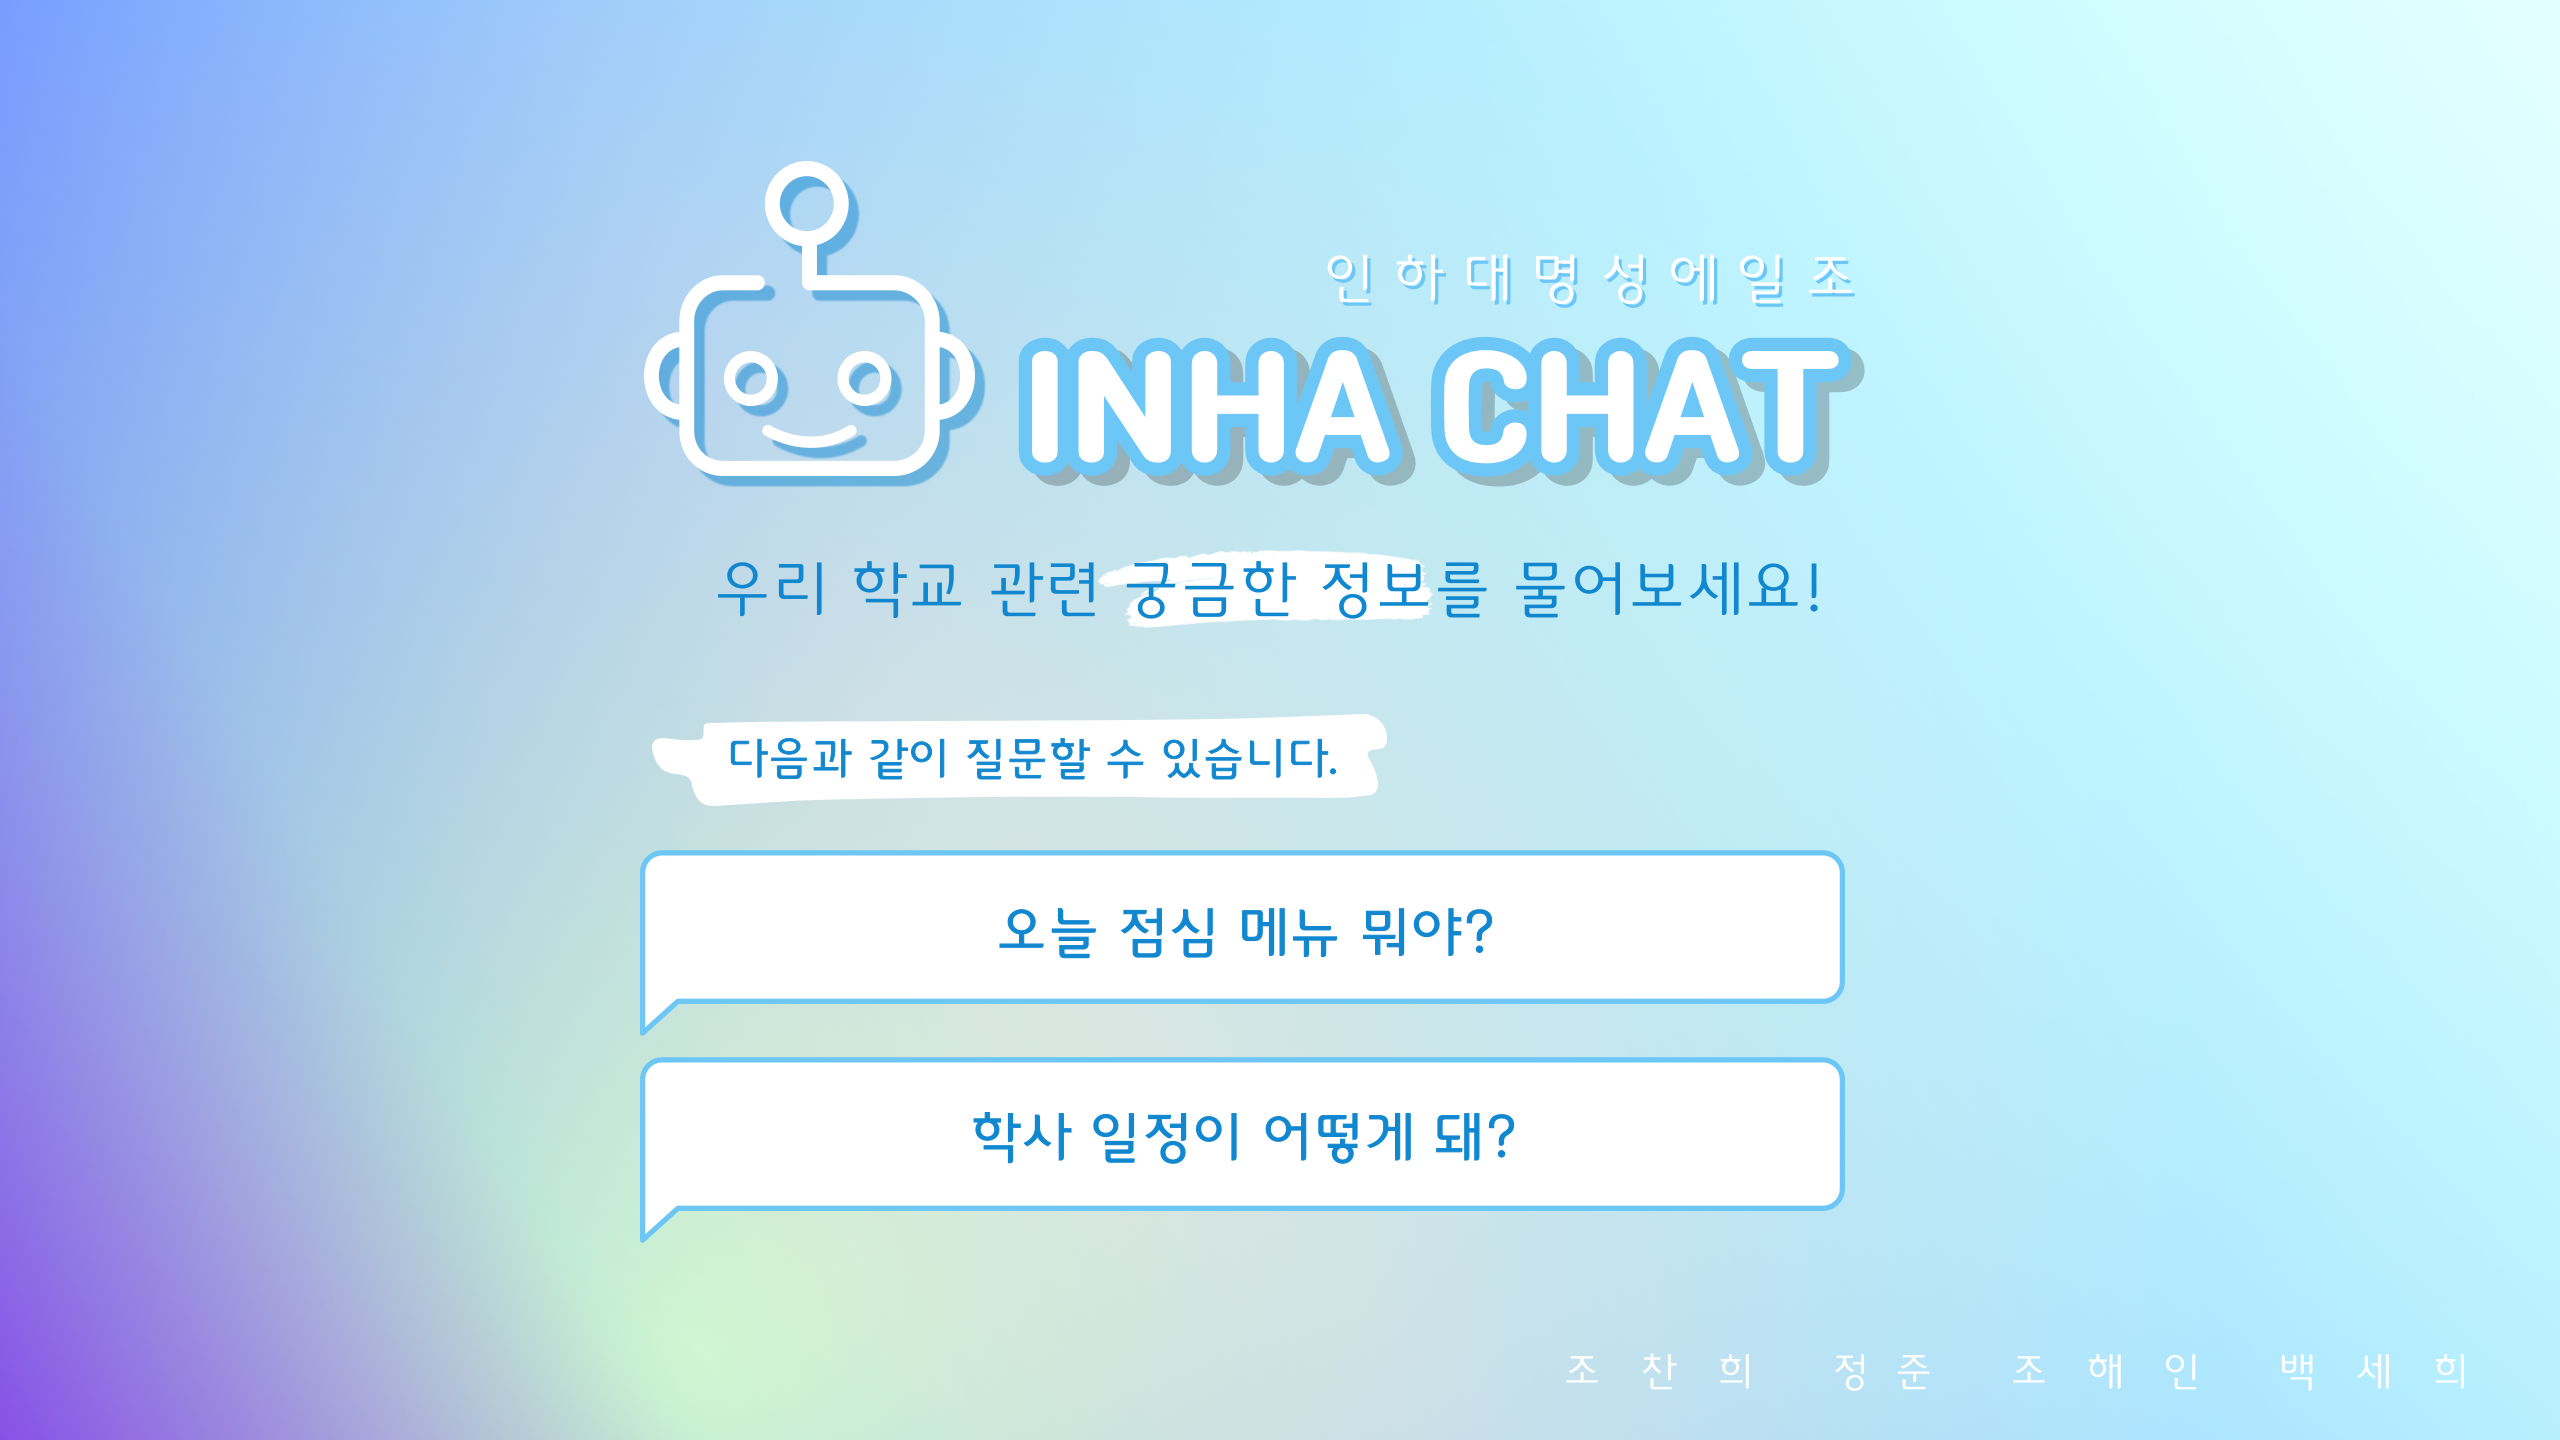 인하대명성에일조
INHA CHAT
우리 학교 관련 궁금한 정보를 물어보세요!
다음과 같이 질문할 수 있습니다.
오늘 점심 메뉴 뭐야?
학사 일정이 어떻게 돼?
조찬희 정준 조해인 백세희